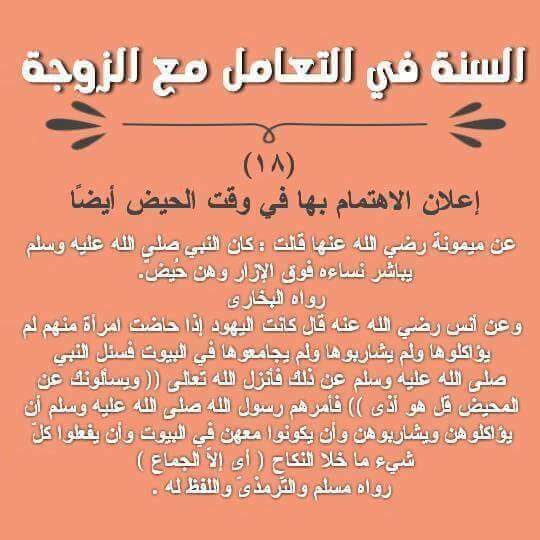 السنة في التعامل مع الزوجة
(١٨)
إعلان الاهتمام بها في وقت الحيض أيضًا
عن ميمونة رضي الله عنها قالت : كان النبي صلي الله عليه وسلم
يباشر نساءه فوق الإزار وهن حُيض.
رواه البخارى
وعن أنس رضي الله عنه قال كانت اليهود إذا حاضت امرأة منهم لم
يؤاكلوها ولم يشاربوها ولم يجامعوها في البيوت فسئل النبي
صلي الله عليه وسلم عن ذلك فأنزل الله تعالى (( ويسألونك عن
المحيض قل هو أذى )) فأمرهم رسول الله صلى الله عليه وسلم أن
يؤاكلوهن ويشاربوهن وأن يكونوا معهن في البيوت وأن يفعلوا كلّ
شيء ما خلا النكاح ( أى إلاّ الجماع )
رواه مسلم والترمذىّ واللفظ له .